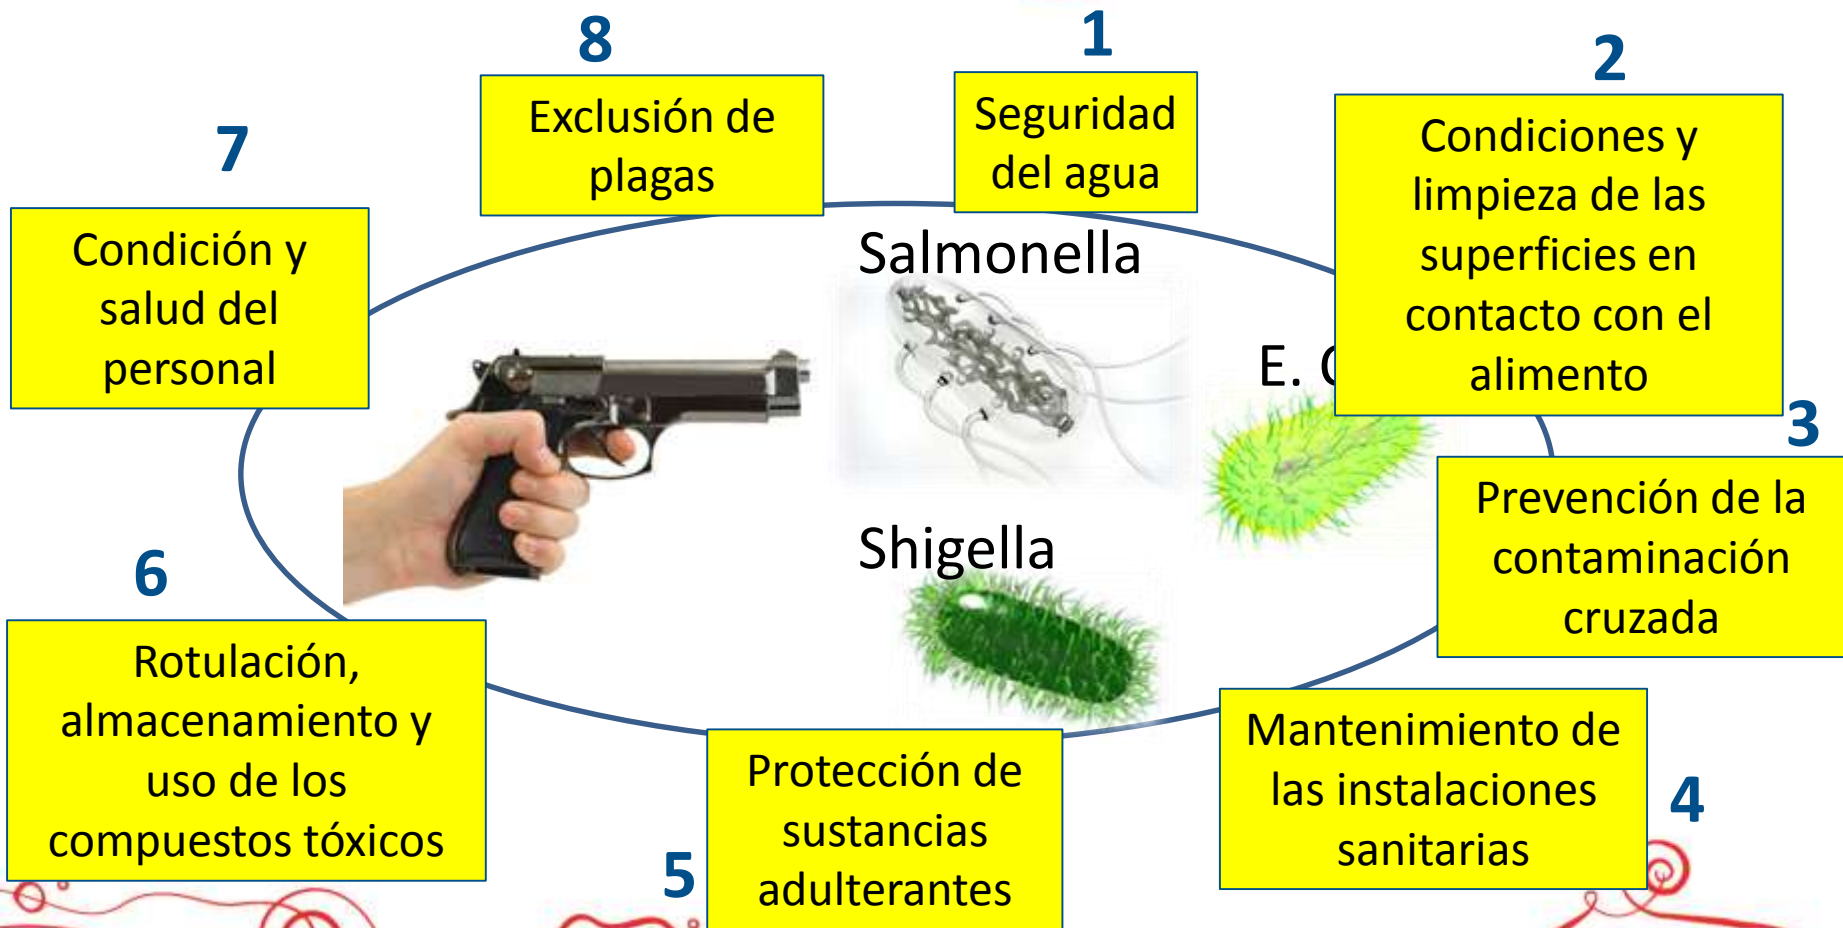 8
Exclusión de
plagas
1
Seguridad
del agua
2
Condiciones y
limpieza de las
superficies en
contacto con el
alimento
7
Condición y
salud del
personal
Salmonella
E.
3
Prevención de la
contaminación
cruzada
Shigella
6
Rotulación,
almacenamiento y
uso de los
compuestos tóxicos
5
Protección de
sustancias
adulterantes
4
Mantenimiento de
las instalaciones
sanitarias